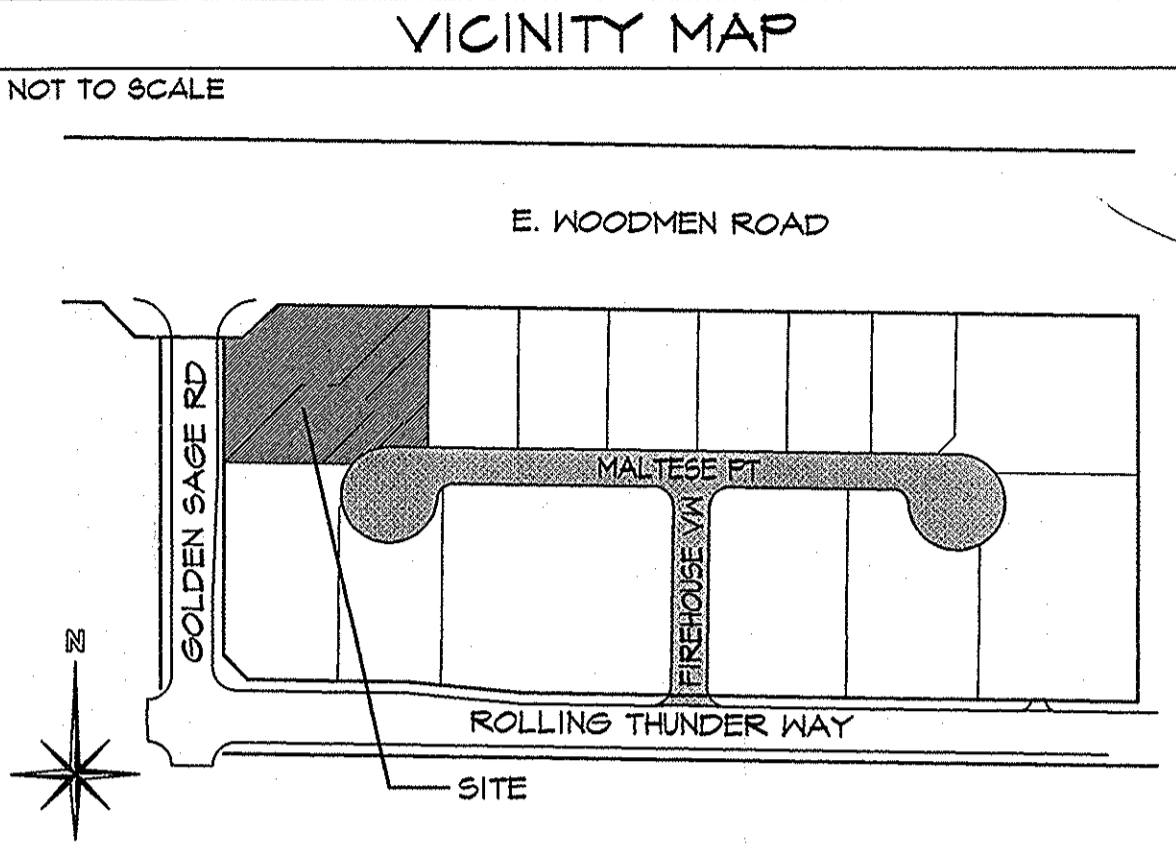 VICINITY MAP
NOT TO SCALE
E. WOODMEN ROAD
GOLDEN SAGE RD
MALTESE PT
FIREHOUSE VW
N
ROLLING THUNDER WAY
SITE